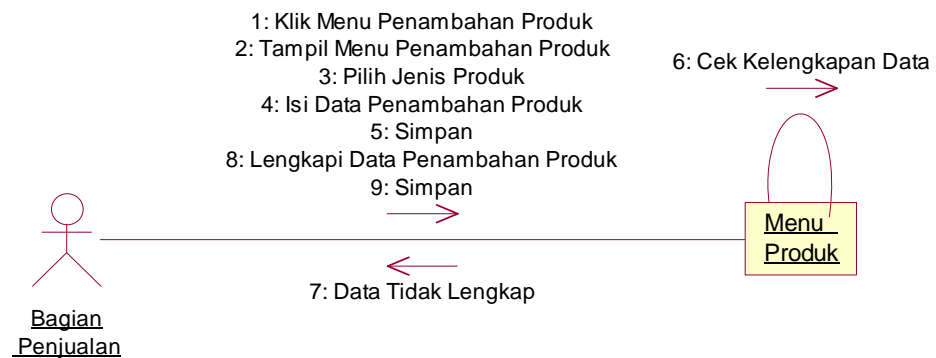 1: Klik Menu Penambahan Produk
2: Tampil Menu Penambahan Produk
3: Pilih Jenis Produk
4: Isi Data Penambahan Produk
5: Simpan
8: Lengkapi Data Penambahan Produk
9: Simpan
6: Cek Kelengkapan Data
Menu
Produk
7: Data Tidak Lengkap
Bagian
Penjualan